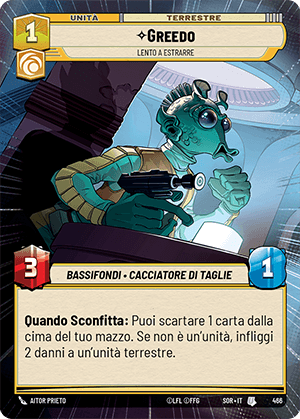 UNITÀ
TERRESTRE
1
✧GREEDO
LENTO A ESTRARRE
3
BASSIFONDI • CACCIATORE DI TAGLIE
1
Quando Sconfitta: Puoi scartare 1 carta dalla
cima del tuo mazzo. Se non è un'unità, infliggi
2 danni a un'unità terrestre.
AITOR PRIETO
©LFL ©FFG
SOR • IT
466